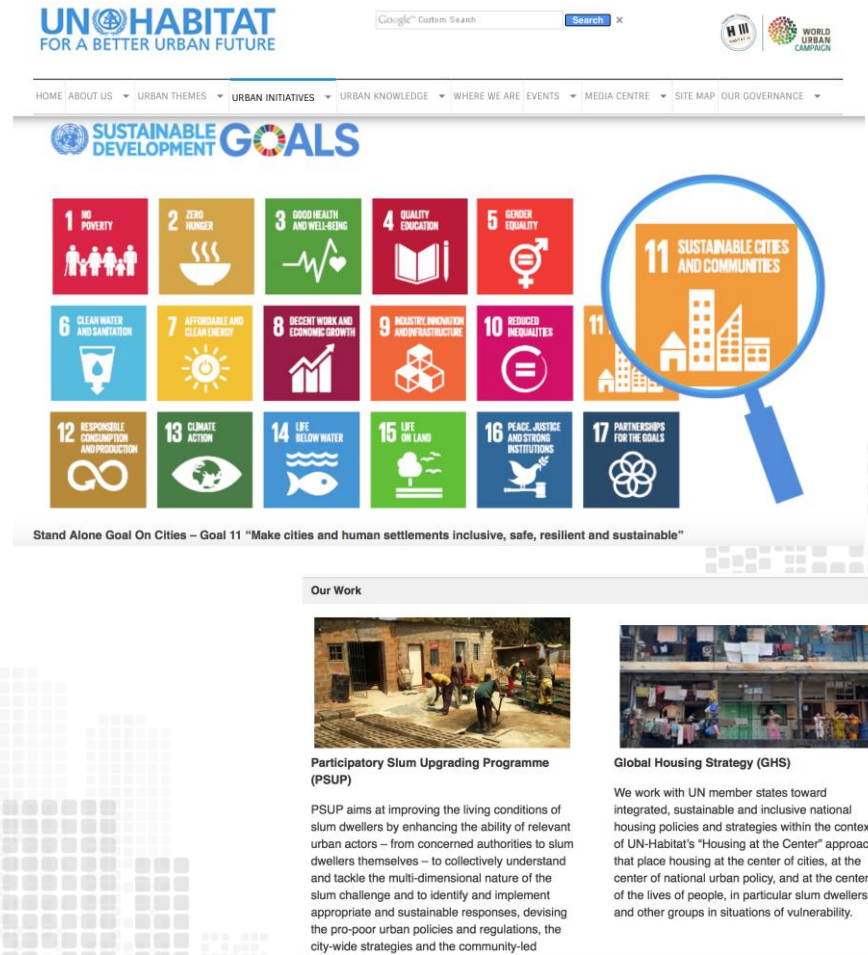 UN HABITAT
FOR A BETTER URBAN FUTURE
Google™ Custom Search
Search
×
H III
HABITAT III
WORLD
URBAN
CAMPAIGN
HOME
ABOUT US
URBAN THEMES
URBAN INITIATIVES
URBAN KNOWLEDGE
WHERE WE ARE
EVENTS
MEDIA CENTRE
SITE MAP
OUR GOVERNANCE
SUSTAINABLE
DEVELOPMENT
GOALS
1 NO
POVERTY
2 ZERO
HUNGER
3 GOOD HEALTH
AND WELL-BEING
4 QUALITY
EDUCATION
5 GENDER
EQUALITY
11 SUSTAINABLE CITIES
AND COMMUNITIES
6 CLEAN WATER
AND SANITATION
7 AFFORDABLE AND
CLEAN ENERGY
8 DECENT WORK AND
ECONOMIC GROWTH
9 INDUSTRY, INNOVATION
AND INFRASTRUCTURE
10 REDUCED
INEQUALITIES
11
12 RESPONSIBLE
CONSUMPTION
AND PRODUCTION
13 CLIMATE
ACTION
14 LIFE
BELOW WATER
15 LIFE
ON LAND
16 PEACE, JUSTICE
AND STRONG
INSTITUTIONS
17 PARTNERSHIPS
FOR THE GOALS
Stand Alone Goal On Cities – Goal 11 “Make cities and human settlements inclusive, safe, resilient and sustainable”
Our Work
Participatory Slum Upgrading Programme
(PSUP)
PSUP aims at improving the living conditions of
slum dwellers by enhancing the ability of relevant
urban actors – from concerned authorities to slum
dwellers themselves – to collectively understand
and tackle the multi-dimensional nature of the
slum challenge and to identify and implement
appropriate and sustainable responses, devising
the pro-poor urban policies and regulations, the
city-wide strategies and the community-led
Global Housing Strategy (GHS)
We work with UN member states toward
integrated, sustainable and inclusive national
housing policies and strategies within the contex
of UN-Habitat's "Housing at the Center" approac
that place housing at the center of cities, at the
center of national urban policy, and at the center
of the lives of people, in particular slum dwellers
and other groups in situations of vulnerability.